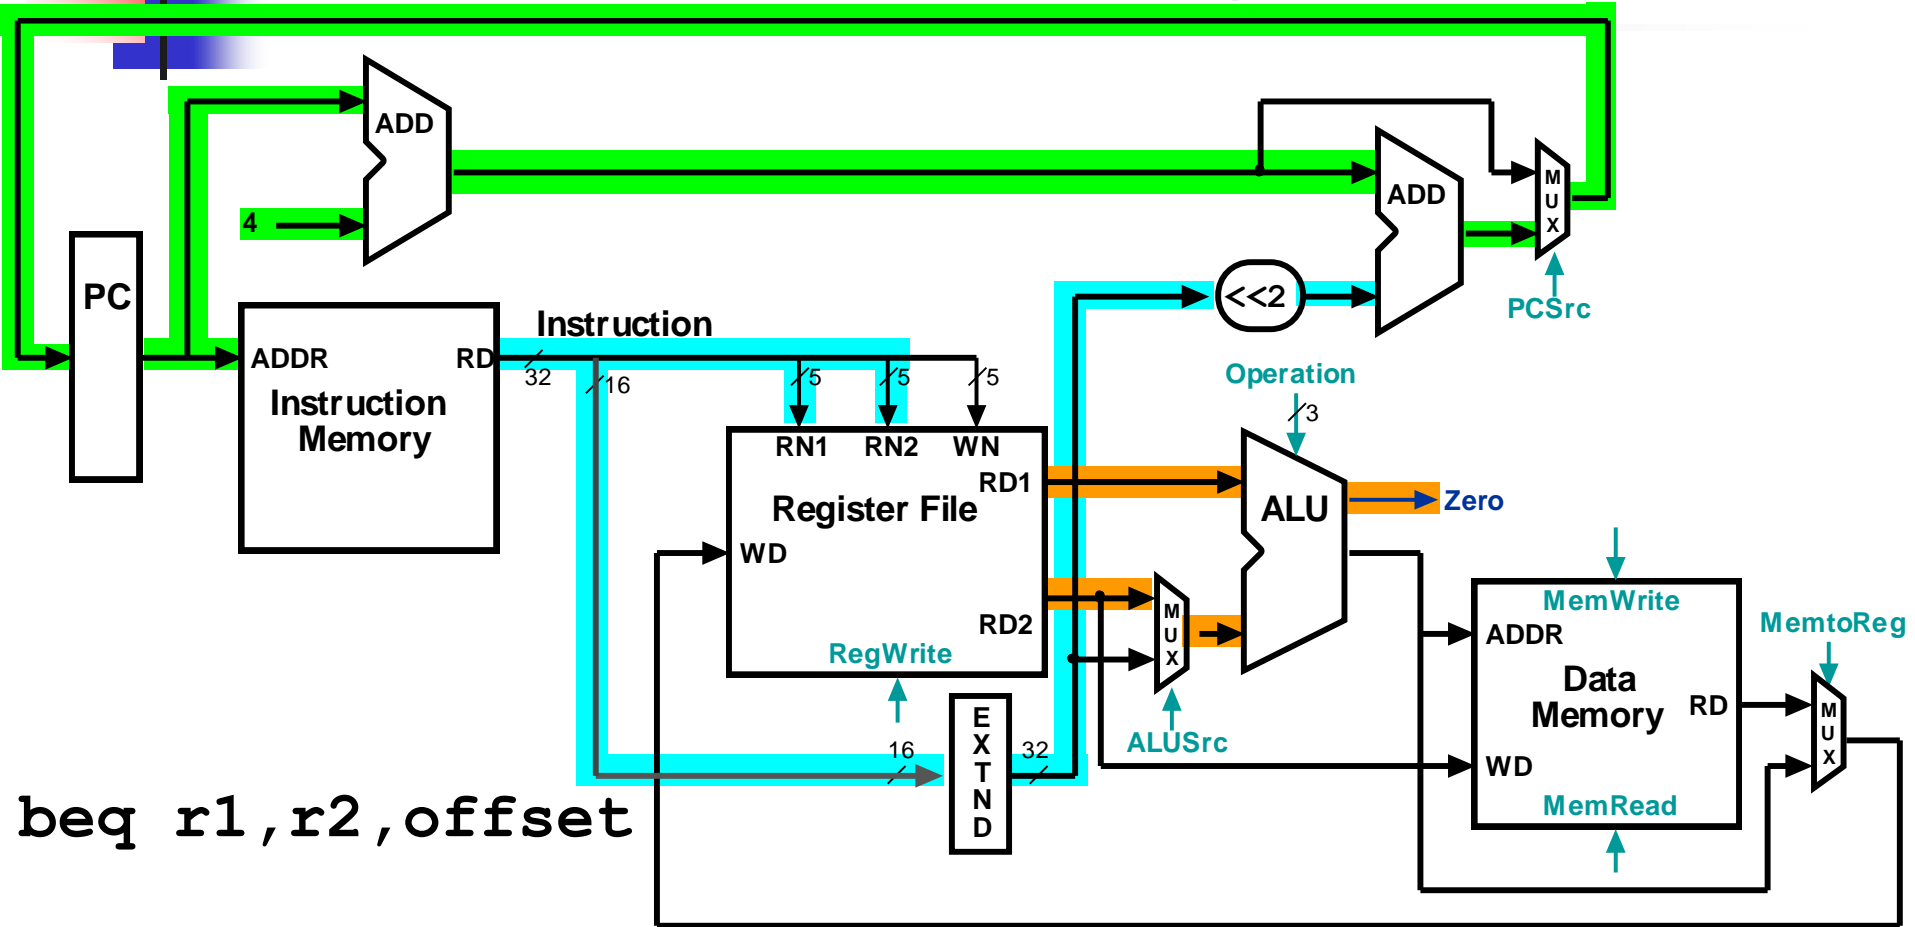 ADD
4
PC
ADD
M
U
X
<<2
PCSrc
Instruction
ADDR
RD
32
16
5
5
5
Instruction
Memory
Operation
3
RN1
RN2
WN
RD1
Register File
ALU
Zero
WD
RD2
RegWrite
M
U
X
ALUSrc
MemWrite
ADDR
Data
Memory
RD
WD
MemRead
MemtoReg
M
U
X
16
E
X
T
N
D
32
beq r1,r2,offset